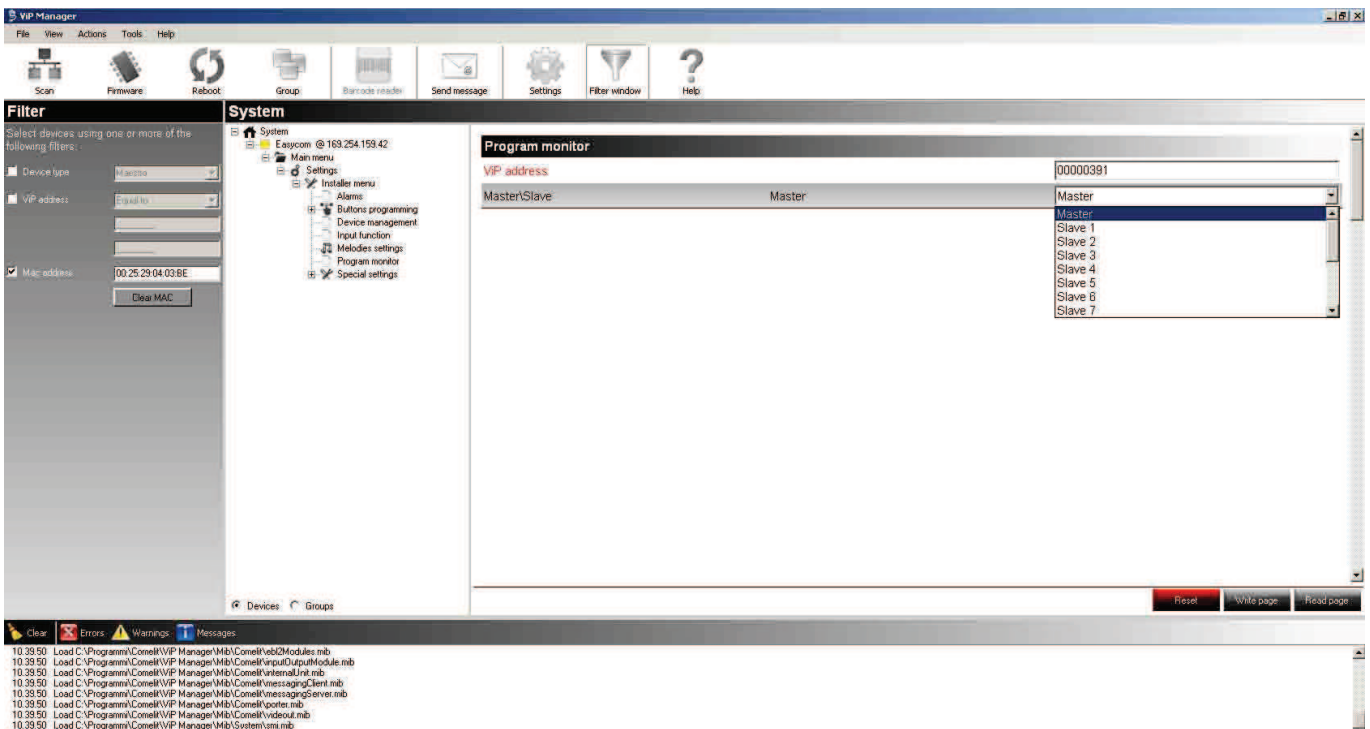 ViP Manager
File View Actions Tools Help
Scan Firmware Reboot Group Barcode reader Send message Settings Filter window Help
Filter
Select devices using one or more of the following filters:
Device type Maestro
ViP address Equal to
Mac address 00:25:29:04:03:BE
Clear MAC
System
System
Easycom @ 169.254.159.42
Main menu
Settings
Installer menu
Alarms
Buttons programming
Device management
Input function
Melodies settings
Program monitor
Special settings
Devices Groups
Program monitor
ViP address 00000391
Master\Slave Master Master
Master
Slave 1
Slave 2
Slave 3
Slave 4
Slave 5
Slave 6
Slave 7
Reset Write page Read page
Clear Errors Warnings Messages
10.39.50 Load C:\Programmi\Comelit\ViP Manager\Mib\Comelit\ebl2Modules.mib
10.39.50 Load C:\Programmi\Comelit\ViP Manager\Mib\Comelit\inputOutputModule.mib
10.39.50 Load C:\Programmi\Comelit\ViP Manager\Mib\Comelit\internalUnit.mib
10.39.50 Load C:\Programmi\Comelit\ViP Manager\Mib\Comelit\messagingClient.mib
10.39.50 Load C:\Programmi\Comelit\ViP Manager\Mib\Comelit\messagingServer.mib
10.39.50 Load C:\Programmi\Comelit\ViP Manager\Mib\Comelit\porter.mib
10.39.50 Load C:\Programmi\Comelit\ViP Manager\Mib\Comelit\videout.mib
10.39.50 Load C:\Programmi\Comelit\ViP Manager\Mib\System\smi.mib